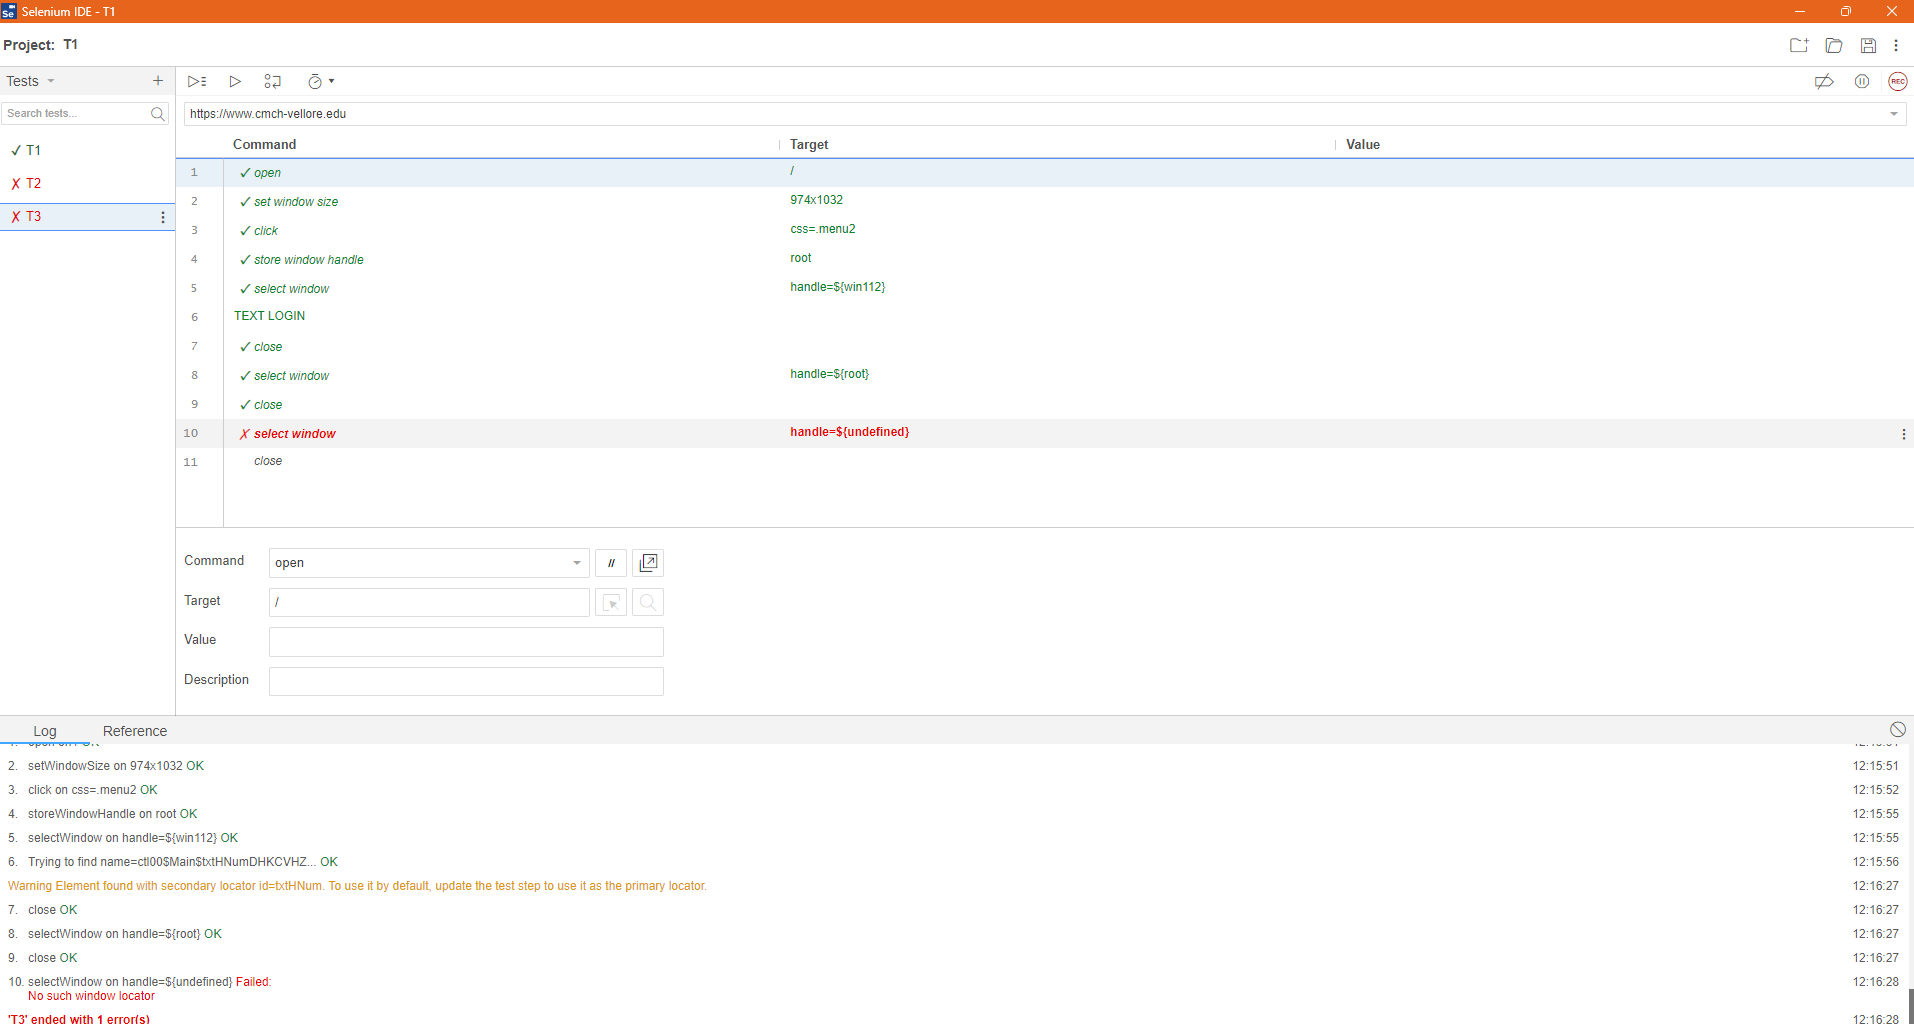 Selenium IDE - T1
Project: T1
Tests
Search tests...
✓ T1
✗ T2
✗ T3
REC
https://www.cmch-vellore.edu
Command Target Value
1 ✓ open /
2 ✓ set window size 974x1032
3 ✓ click css=.menu2
4 ✓ store window handle root
5 ✓ select window handle=${win112}
6 TEXT LOGIN
7 ✓ close
8 ✓ select window handle=${root}
9 ✓ close
10 ✗ select window handle=${undefined}
11 close
Command open //
Target /
Value
Description
Log Reference
2. setWindowSize on 974x1032 OK 12:15:51
3. click on css=.menu2 OK 12:15:52
4. storeWindowHandle on root OK 12:15:55
5. selectWindow on handle=${win112} OK 12:15:55
6. Trying to find name=ctl00$Main$txtHNumDHKCVHZ... OK 12:15:56
Warning Element found with secondary locator id=txtHNum. To use it by default, update the test step to use it as the primary locator. 12:16:27
7. close OK 12:16:27
8. selectWindow on handle=${root} OK 12:16:27
9. close OK 12:16:27
10. selectWindow on handle=${undefined} Failed: 12:16:28
No such window locator
'T3' ended with 1 error(s) 12:16:28